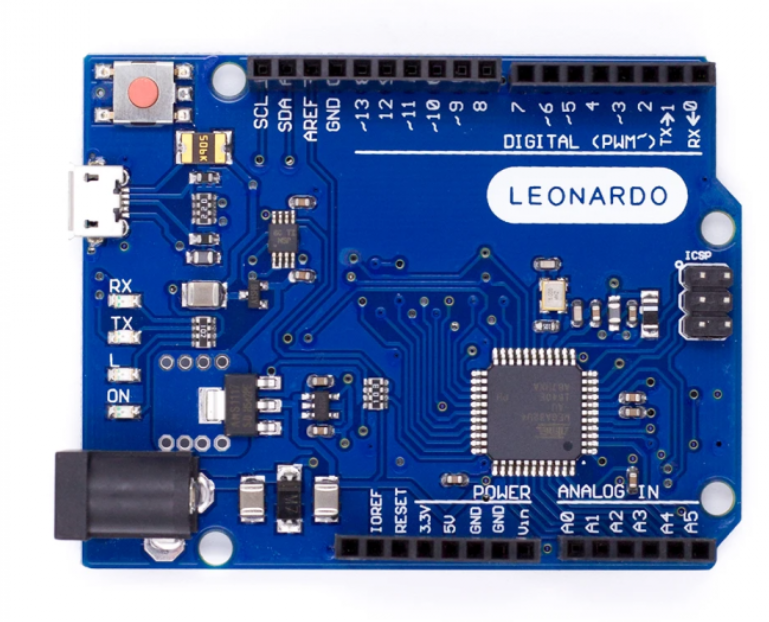 SCL
SDA
AREF
GND
~13
12
~11
~10
~9
8
7
~6
~5
4
~3
2
TX→1
RX←0
DIGITAL (PWM~)
LEONARDO
ICSP
RX
TX
L
ON
POWER
ANALOG IN
IOREF
RESET
3.3V
5V
GND
GND
Vin
A0
A1
A2
A3
A4
A5